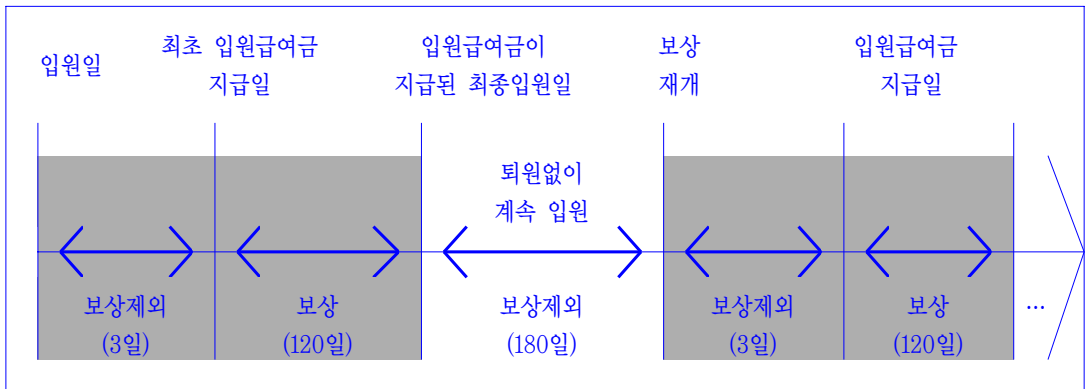 입원일
최초 입원급여금
지급일
입원급여금이
지급된 최종입원일
보상
재개
입원급여금
지급일
퇴원없이
계속 입원
보상제외
(3일)
보상
(120일)
보상제외
(180일)
보상제외
(3일)
보상
(120일)
...